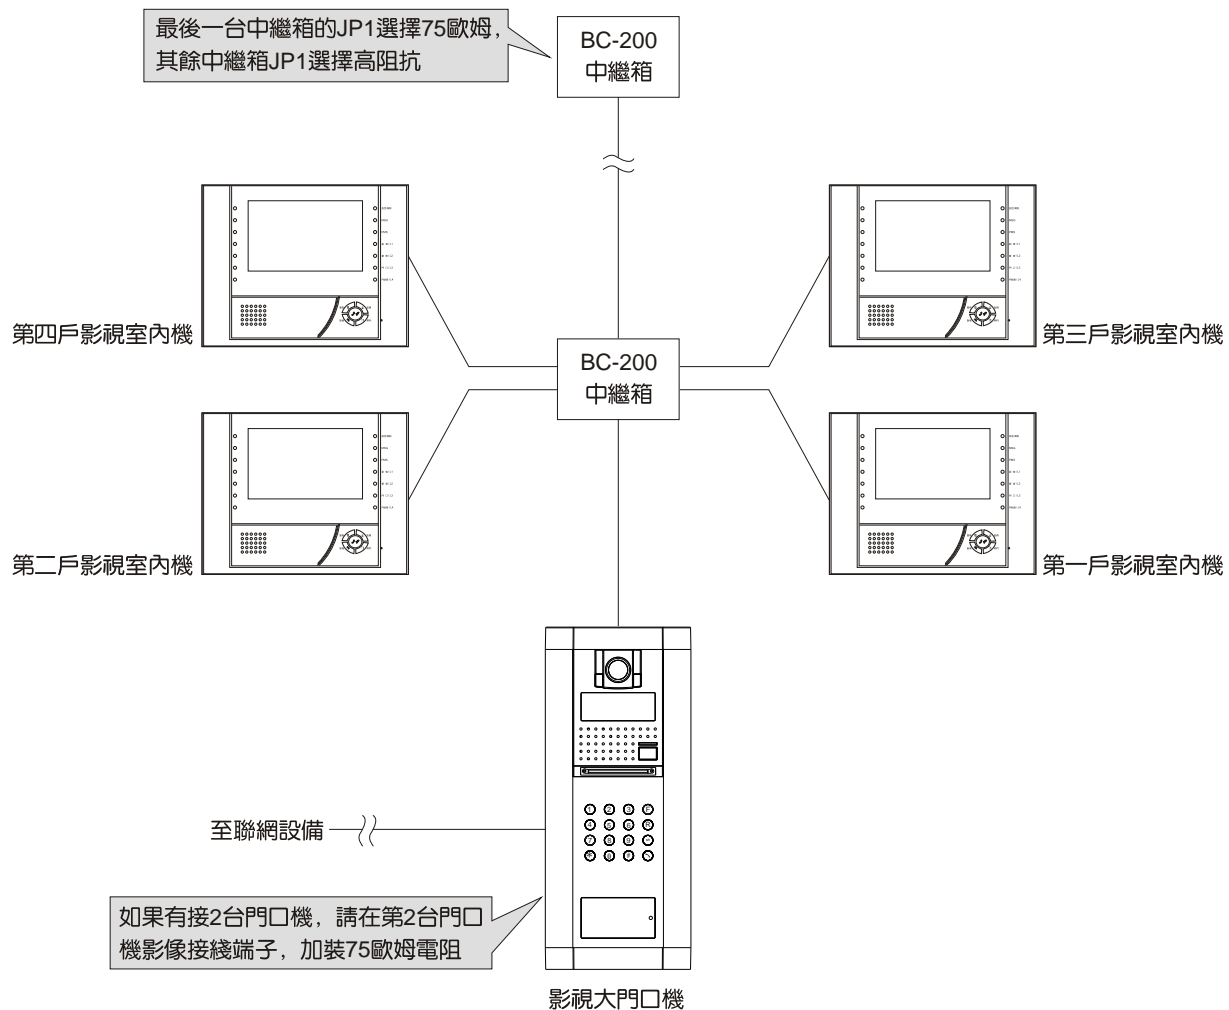 最後一台中繼箱的JP1選擇75歐姆，
其餘中繼箱JP1選擇高阻抗
BC-200
中繼箱
第四戶影視室內機
第三戶影視室內機
BC-200
中繼箱
第二戶影視室內機
第一戶影視室內機
至聯網設備
如果有接2台門口機，請在第2台門口
機影像接綫端子，加裝75歐姆電阻
影視大門口機